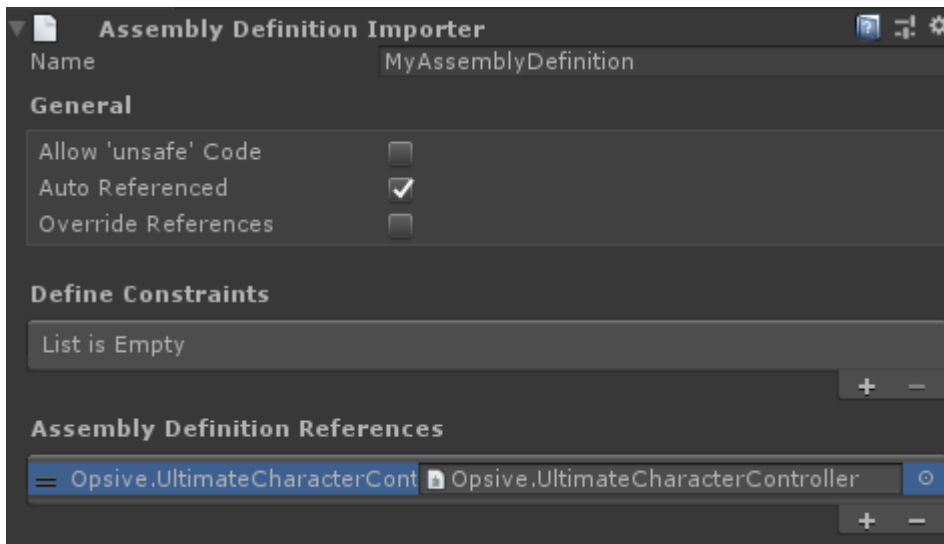 Assembly Definition Importer
Name MyAssemblyDefinition
General
Allow 'unsafe' Code
Auto Referenced
Override References
Define Constraints
List is Empty
+ −
Assembly Definition References
Opsive.UltimateCharacterCont Opsive.UltimateCharacterController
+ −